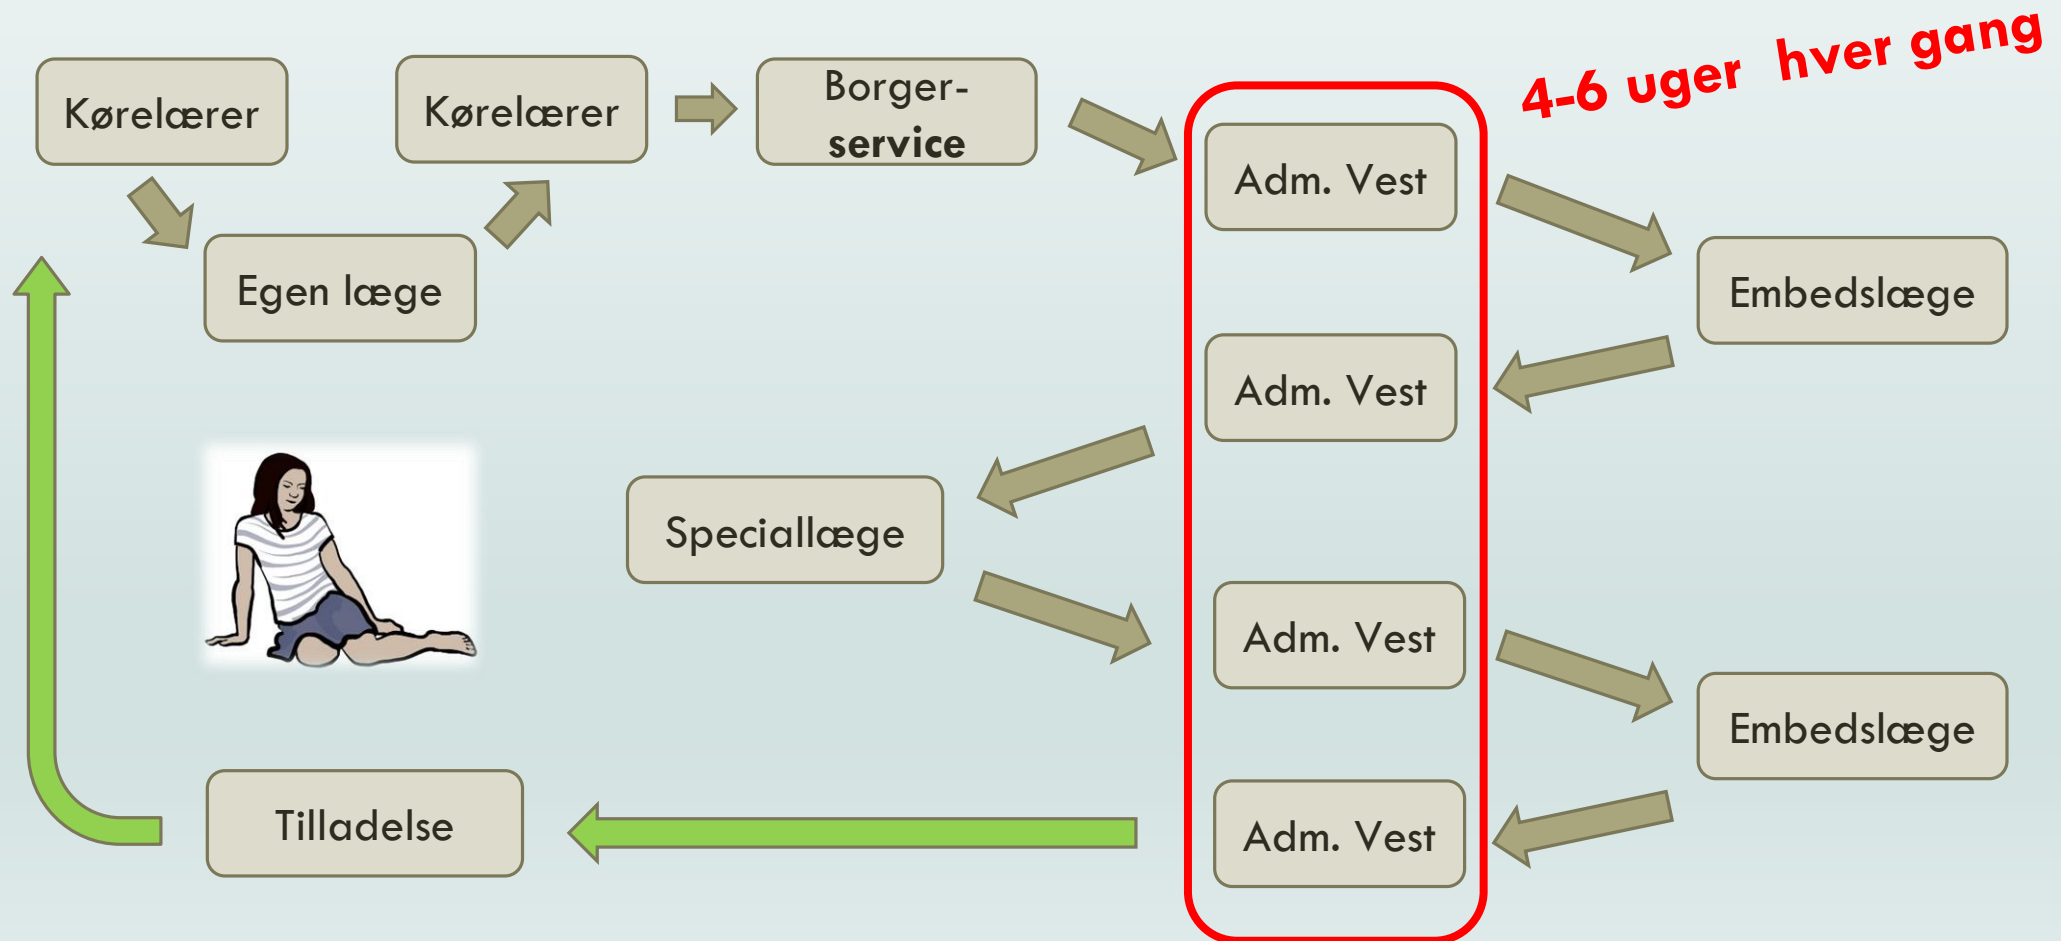 4-6 uger hver gang
Kørelærer
Kørelærer
Borger-
service
Adm. Vest
Egen læge
Embedslæge
Adm. Vest
Speciallæge
Adm. Vest
Embedslæge
Tilladelse
Adm. Vest